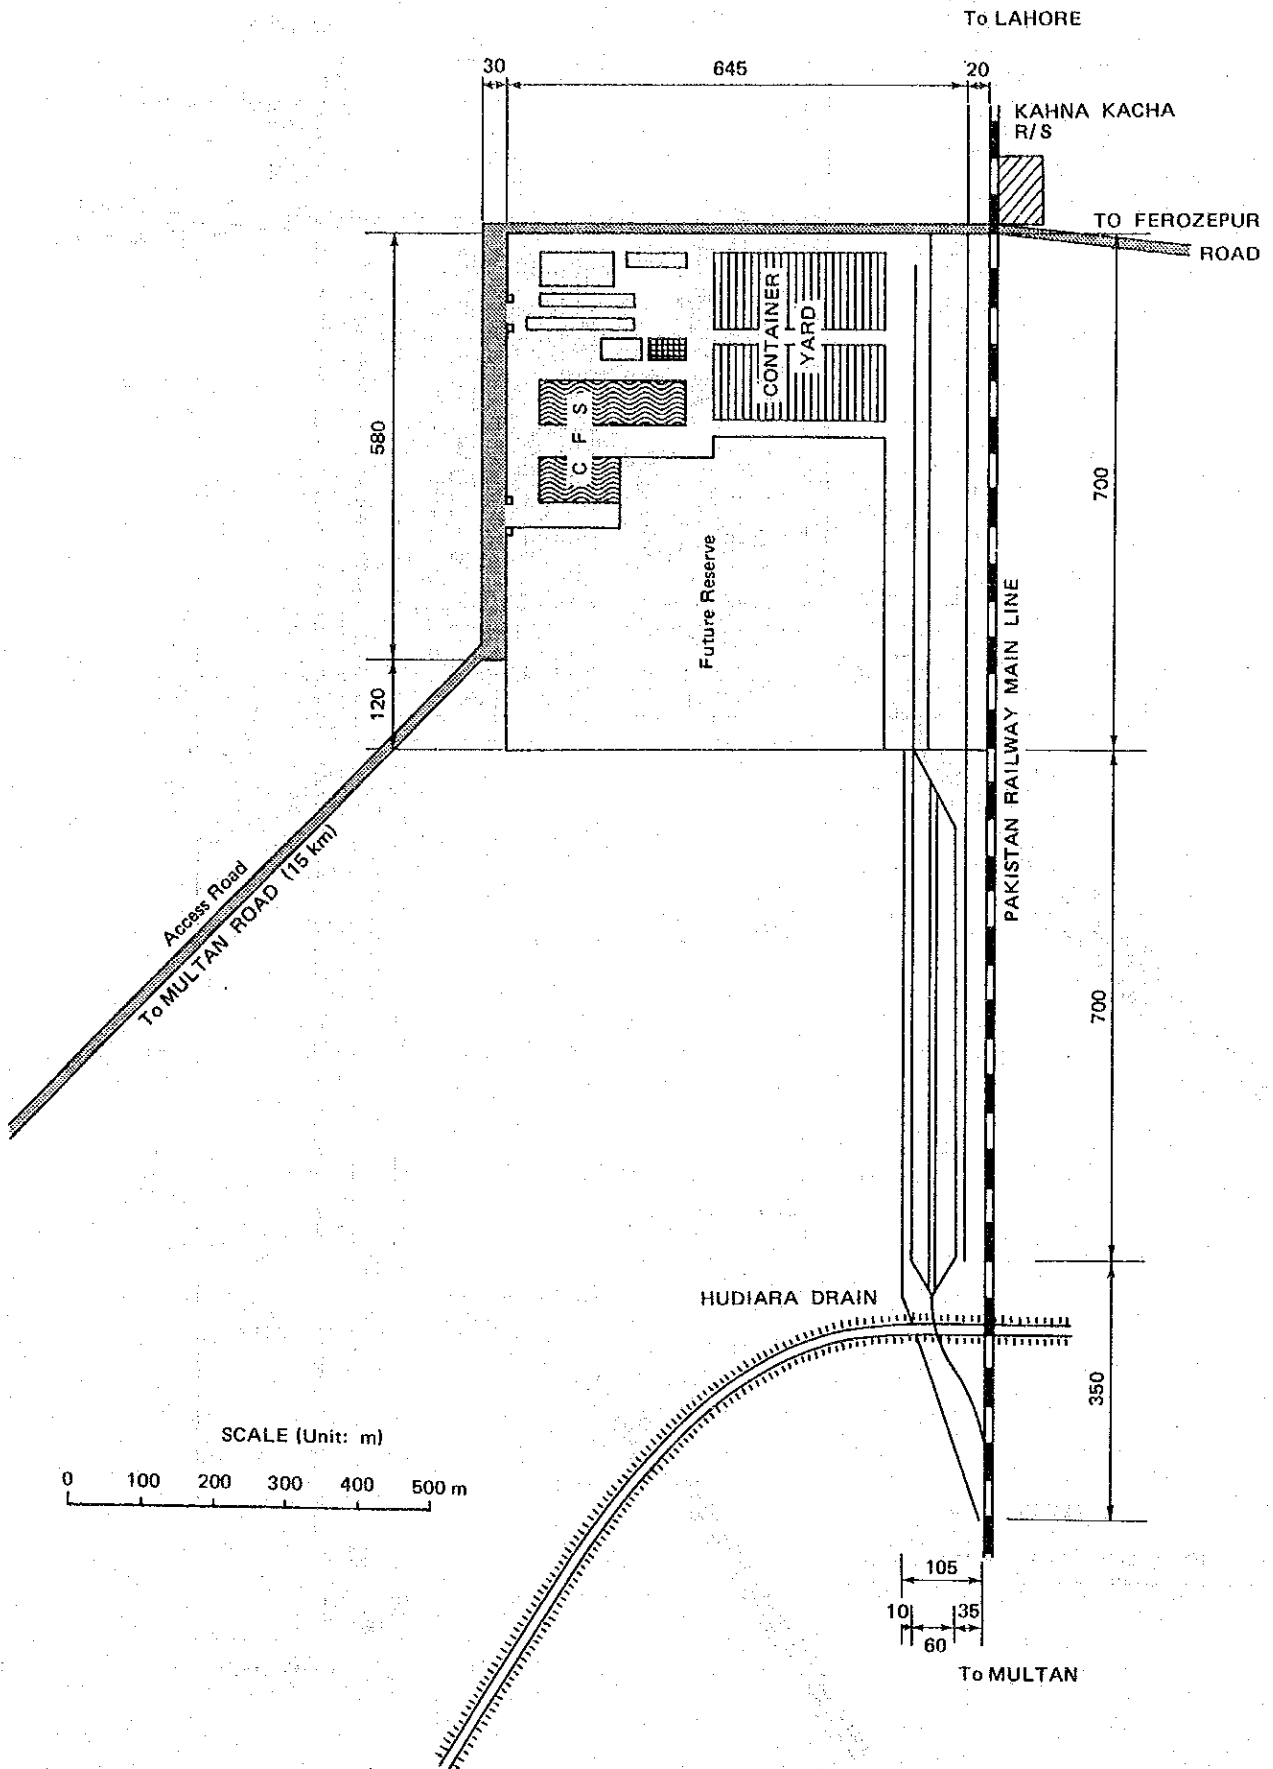 To LAHORE
30
645
20
KAHNA KACHA
R/S
TO FEROZEPUR
ROAD
CONTAINER
YARD
C F S
580
700
Future Reserve
120
PAKISTAN RAILWAY MAIN LINE
Access Road
To MULTAN ROAD (15 km)
700
HUDIARA DRAIN
350
SCALE (Unit: m)
0 100 200 300 400 500 m
105
10 35
60
To MULTAN